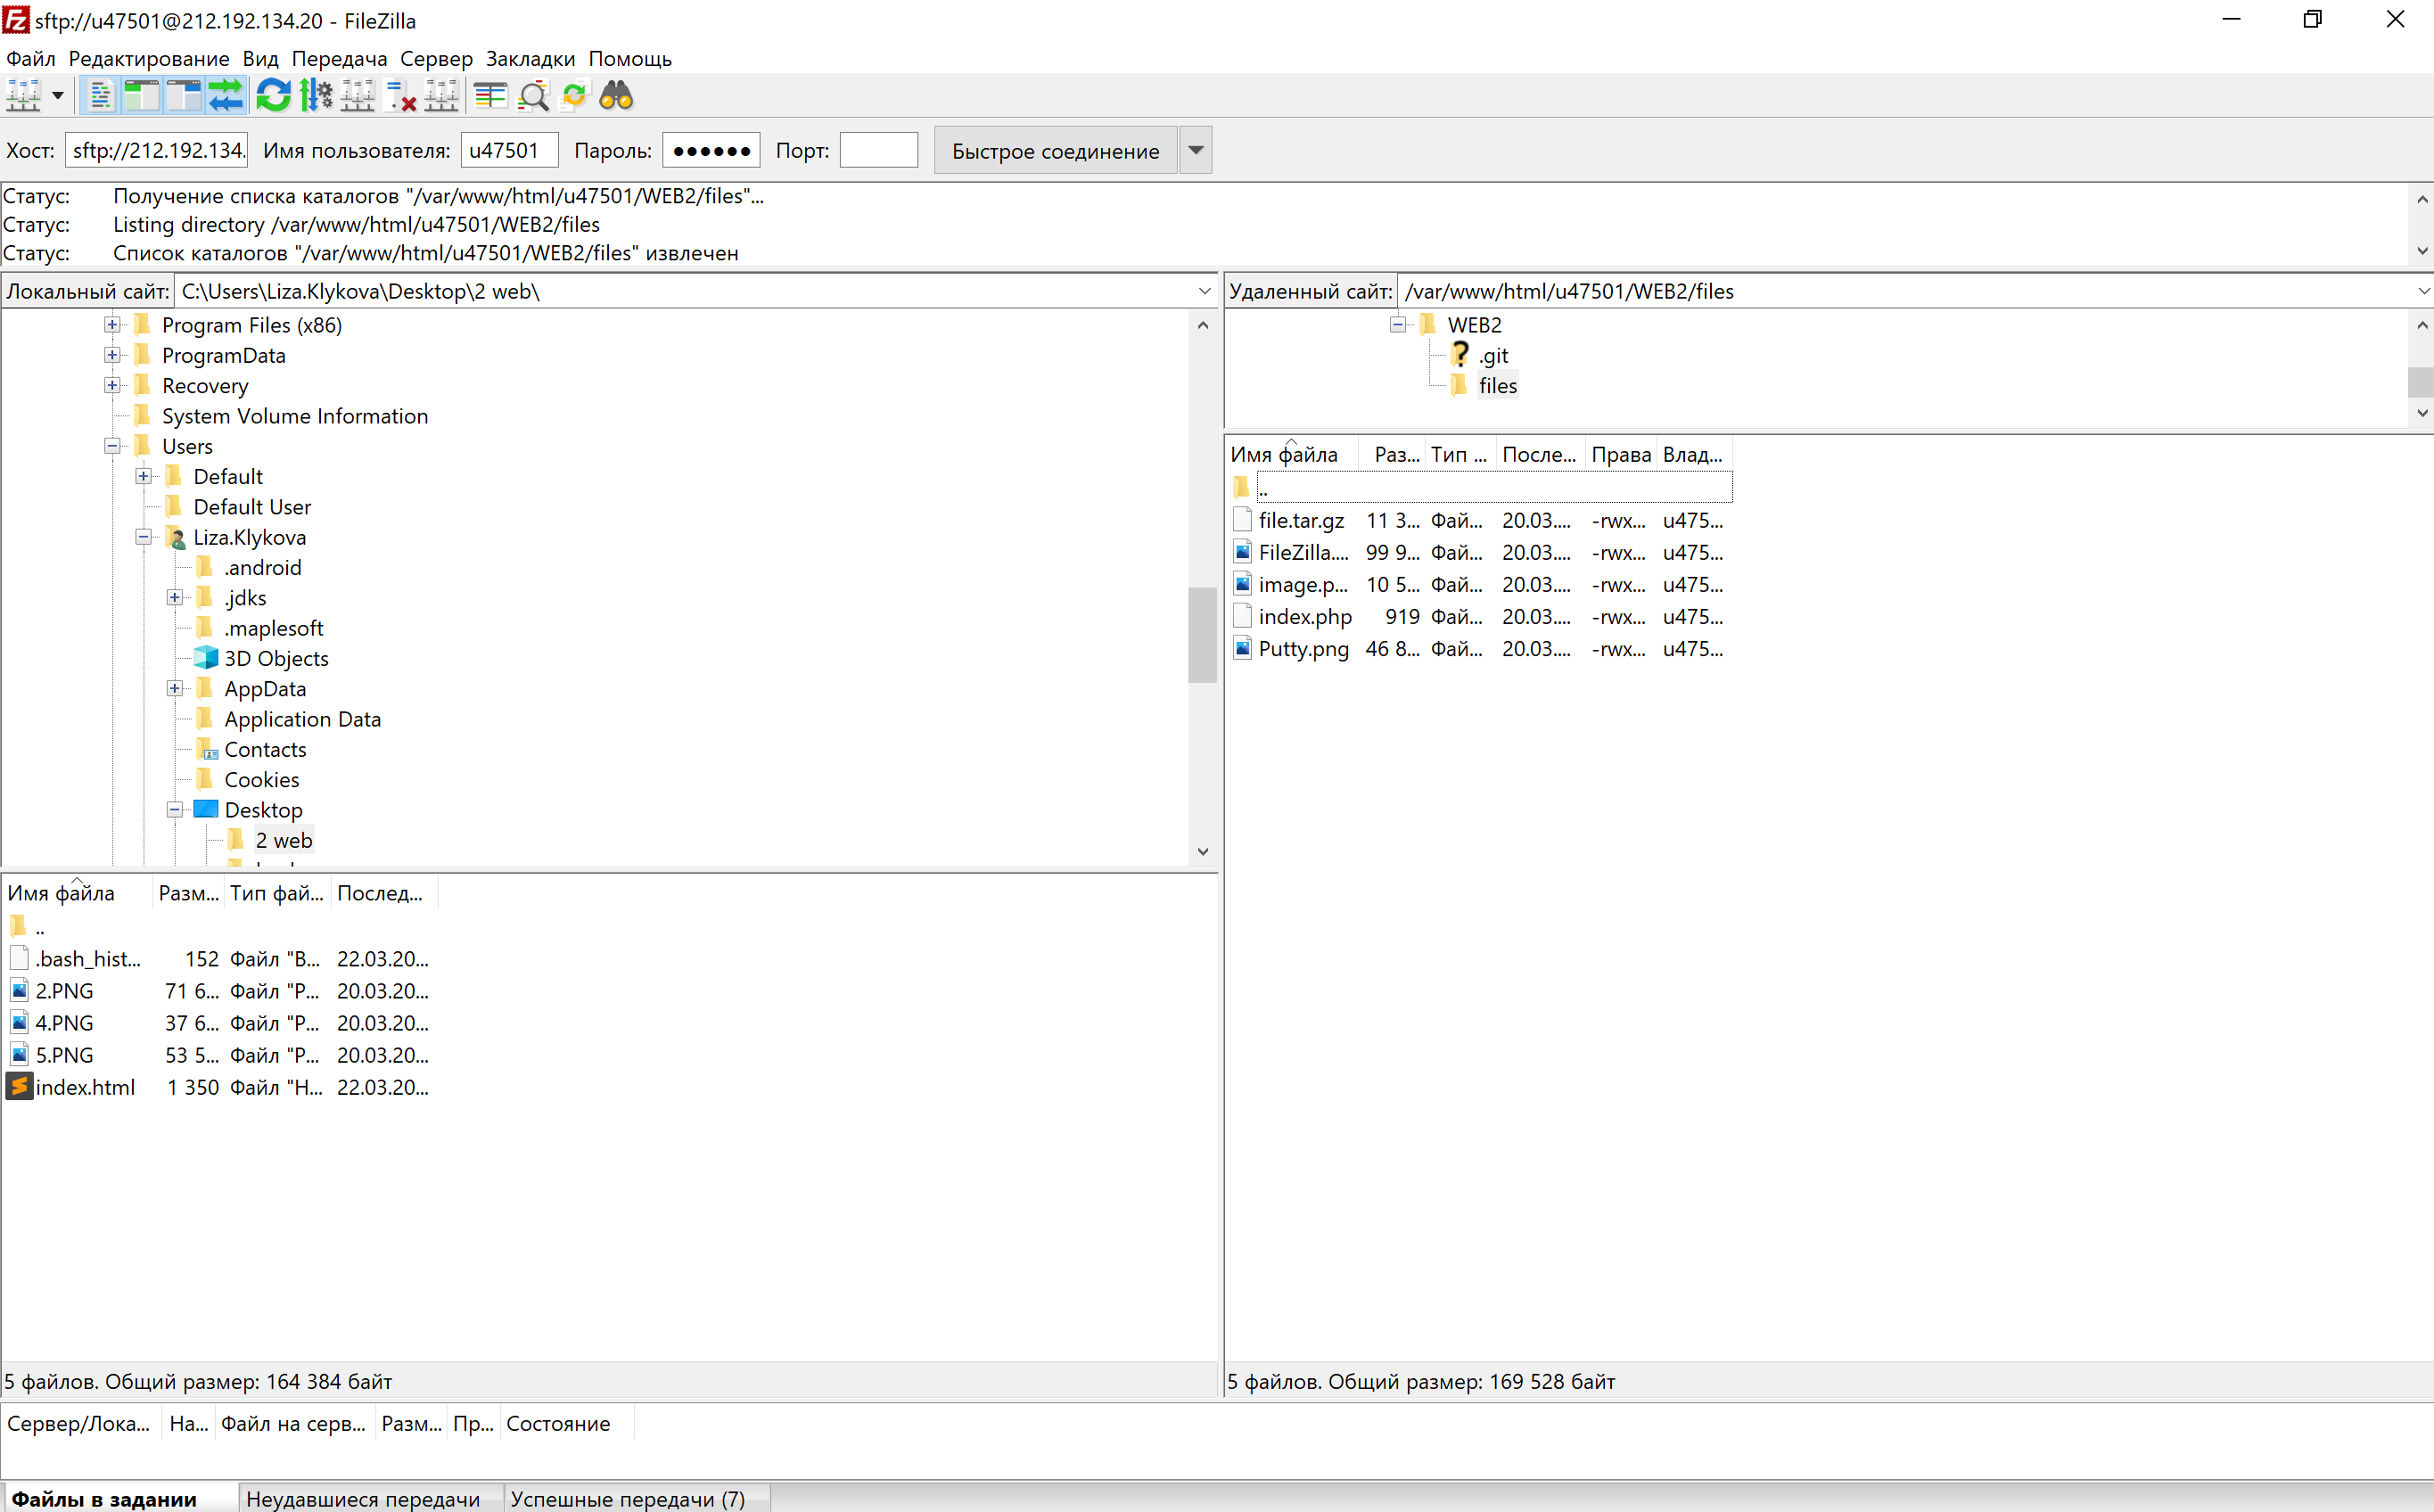 sftp://u47501@212.192.134.20 - FileZilla
Файл Редактирование Вид Передача Сервер Закладки Помощь
Хост: sftp://212.192.134. Имя пользователя: u47501 Пароль: ●●●●●● Порт: Быстрое соединение
Статус: Получение списка каталогов "/var/www/html/u47501/WEB2/files"...
Статус: Listing directory /var/www/html/u47501/WEB2/files
Статус: Список каталогов "/var/www/html/u47501/WEB2/files" извлечен
Локальный сайт: C:\Users\Liza.Klykova\Desktop\2 web\
Program Files (x86)
ProgramData
Recovery
System Volume Information
Users
Default
Default User
Liza.Klykova
.android
.jdks
.maplesoft
3D Objects
AppData
Application Data
Contacts
Cookies
Desktop
2 web
Имя файла Разм... Тип фай... Послед...
..
.bash_hist... 152 Файл "B... 22.03.20...
2.PNG 71 6... Файл "P... 20.03.20...
4.PNG 37 6... Файл "P... 20.03.20...
5.PNG 53 5... Файл "P... 20.03.20...
index.html 1 350 Файл "H... 22.03.20...
5 файлов. Общий размер: 164 384 байт
Удаленный сайт: /var/www/html/u47501/WEB2/files
WEB2
.git
files
Имя файла Раз... Тип ... После... Права Влад...
..
file.tar.gz 11 3... Фай... 20.03.... -rwx... u475...
FileZilla.... 99 9... Фай... 20.03.... -rwx... u475...
image.p... 10 5... Фай... 20.03.... -rwx... u475...
index.php 919 Фай... 20.03.... -rwx... u475...
Putty.png 46 8... Фай... 20.03.... -rwx... u475...
5 файлов. Общий размер: 169 528 байт
Сервер/Лока... На... Файл на серв... Разм... Пр... Состояние
Файлы в задании Неудавшиеся передачи Успешные передачи (7)